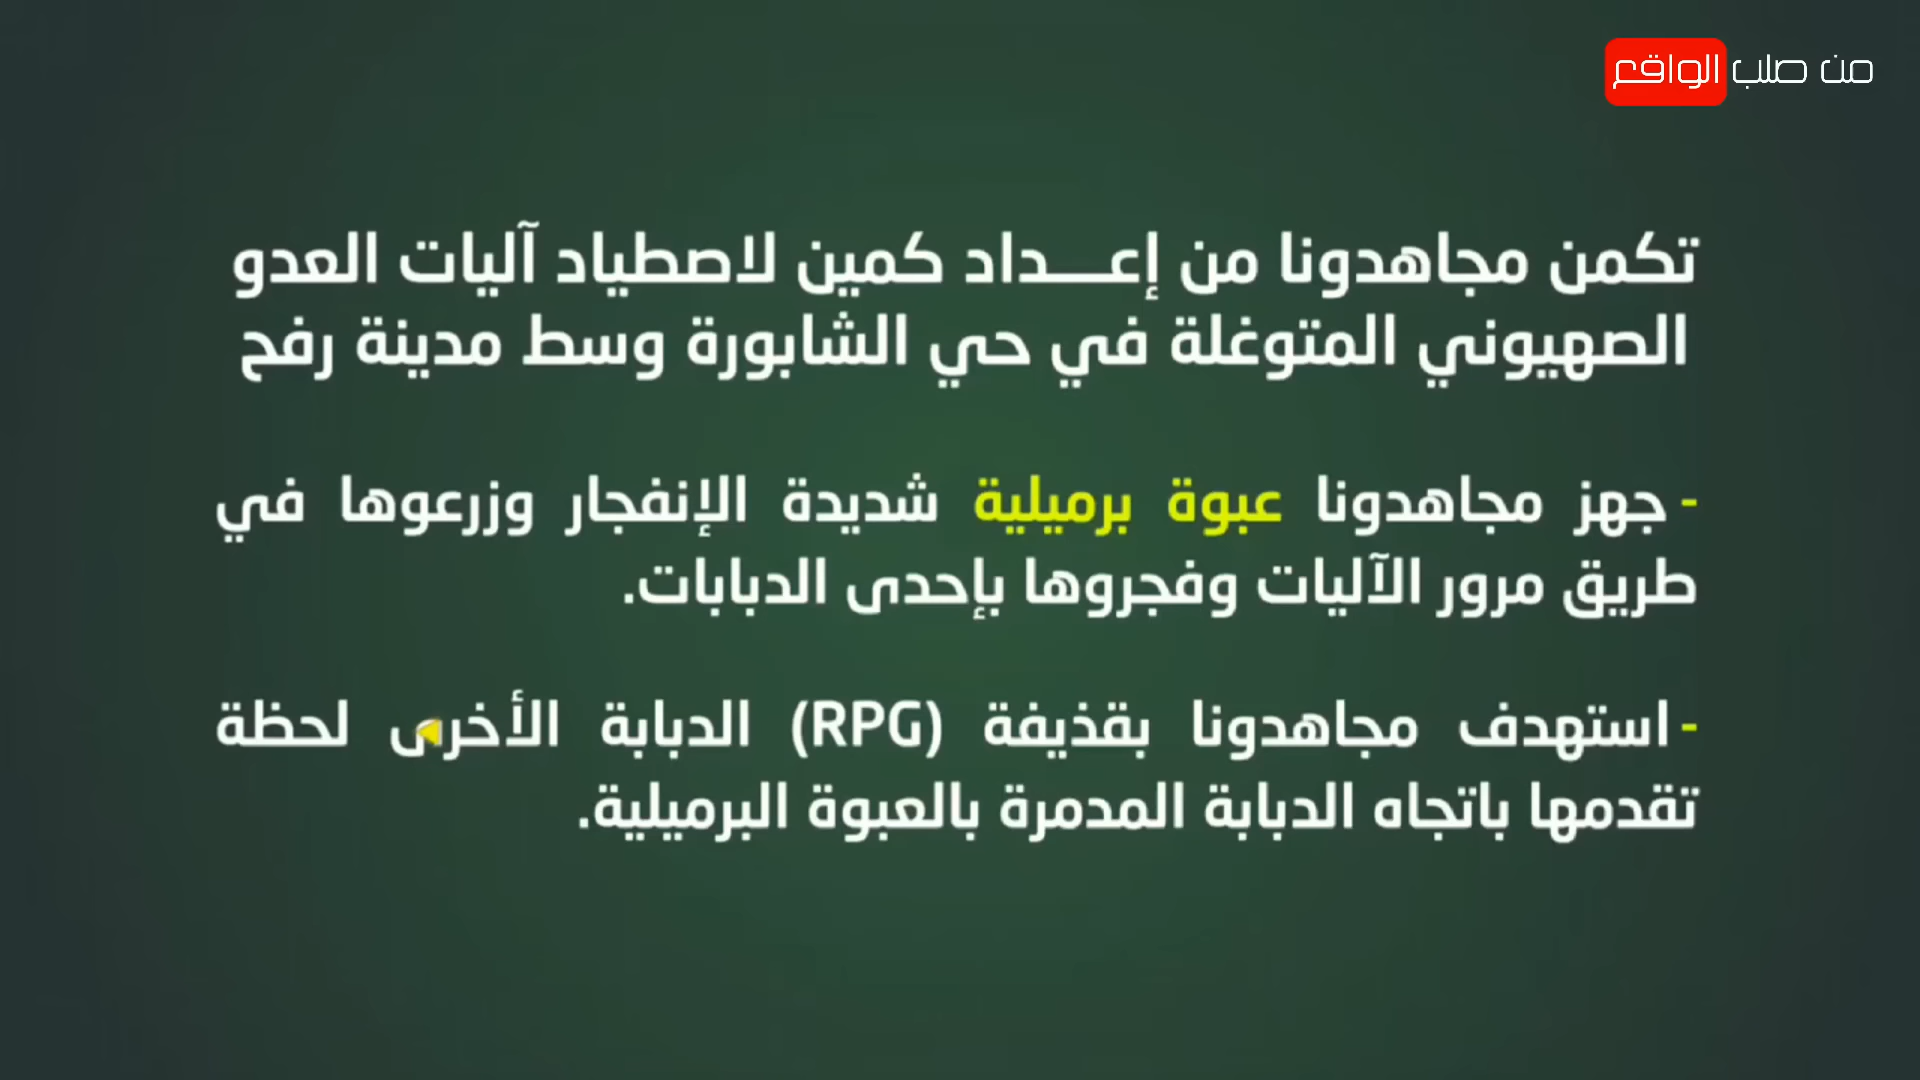 من صلب الواقع
تكمن مجاهدونا من إعـــداد كمين لاصطياد آليات العدو
الصهيوني المتوغلة في حي الشابورة وسط مدينة رفح
- جهز مجاهدونا عبوة برميلية شديدة الإنفجار وزرعوها في
طريق مرور الآليات وفجروها بإحدى الدبابات.
- استهدف مجاهدونا بقذيفة (RPG) الدبابة الأخرى لحظة
تقدمها باتجاه الدبابة المدمرة بالعبوة البرميلية.